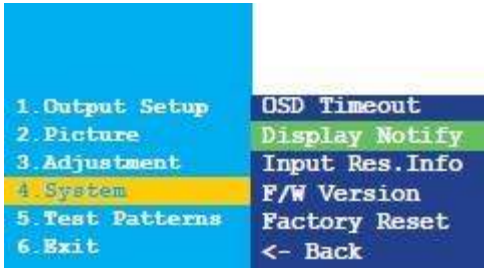 1.Output Setup
2.Picture
3.Adjustment
4.System
5.Test Patterns
6.Exit
OSD Timeout
Display Notify
Input Res.Info
F/W Version
Factory Reset
<- Back